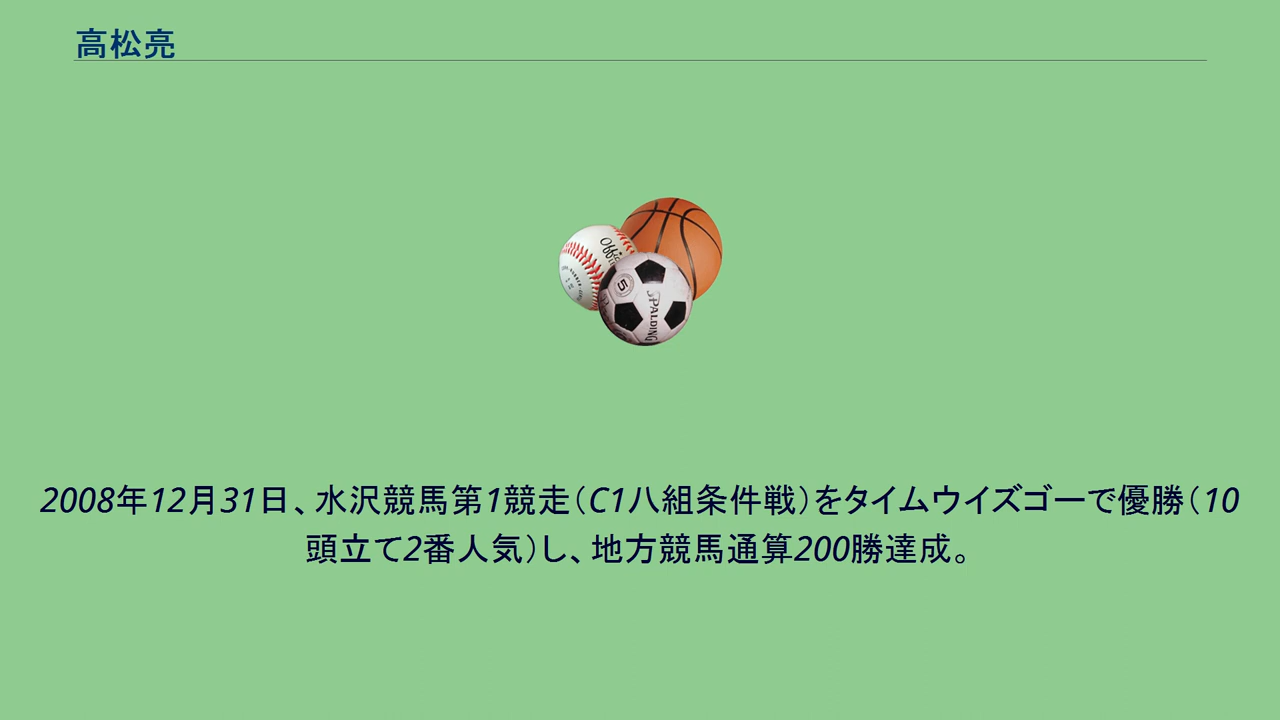 高松亮
Offic
5
SPALDING
2008年12月31日、水沢競馬第1競走（C1八組条件戦）をタイムウイズゴーで優勝（10
頭立て2番人気）し、地方競馬通算200勝達成。